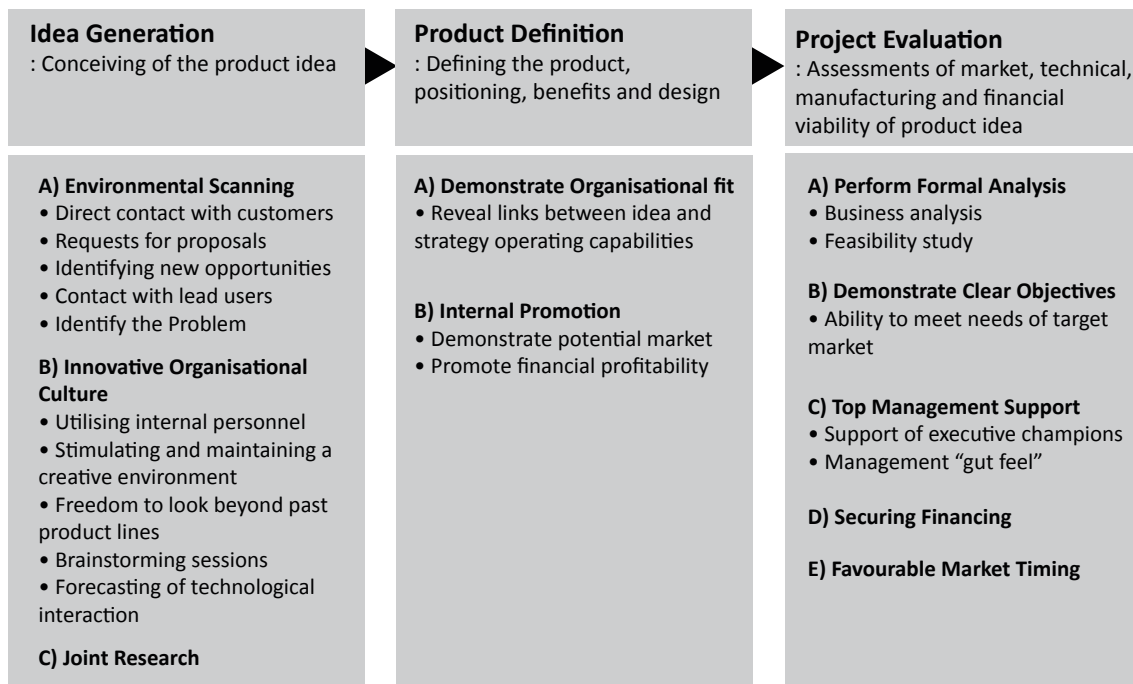 Idea Generation
: Conceiving of the product idea
Product Definition
: Defining the product,
positioning, benefits and design
Project Evaluation
: Assessments of market, technical,
manufacturing and financial
viability of product idea
A) Environmental Scanning
• Direct contact with customers
• Requests for proposals
• Identifying new opportunities
• Contact with lead users
• Identify the Problem
B) Innovative Organisational
Culture
• Utilising internal personnel
• Stimulating and maintaining a
creative environment
• Freedom to look beyond past
product lines
• Brainstorming sessions
• Forecasting of technological
interaction
C) Joint Research
A) Demonstrate Organisational fit
• Reveal links between idea and
strategy operating capabilities
B) Internal Promotion
• Demonstrate potential market
• Promote financial profitability
A) Perform Formal Analysis
• Business analysis
• Feasibility study
B) Demonstrate Clear Objectives
• Ability to meet needs of target
market
C) Top Management Support
• Support of executive champions
• Management “gut feel”
D) Securing Financing
E) Favourable Market Timing